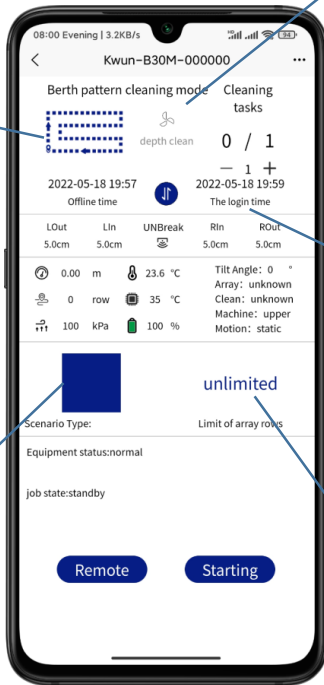 08:00 Evening | 3.2KB/s HD 94
Kwun-B30M-000000
Berth pattern cleaning mode
Cleaning
tasks
depth clean
0 / 1
— 1 +
2022-05-18 19:57
Offline time
2022-05-18 19:59
The login time
LOut LIn UNBreak RIn ROut
5.0cm 5.0cm 5.0cm 5.0cm
0.00 m 23.6 °C
0 row 35 °C
100 kPa 100 %
Tilt Angle: 0 °
Array: unknown
Clean: unknown
Machine: upper
Motion: static
unlimited
Scenario Type:
Limit of array rows
Equipment status:normal
job state:standby
Remote
Starting